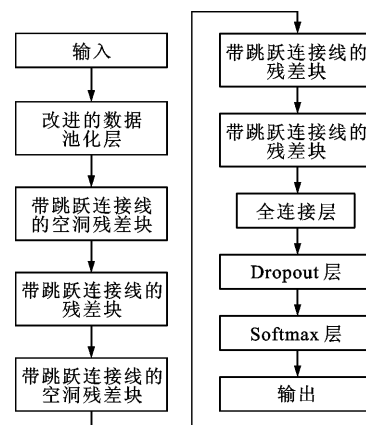 输入
改进的数据
池化层
带跳跃连接线
的空洞残差块
带跳跃连接线的
残差块
带跳跃连接线的
空洞残差块
带跳跃连接线的
残差块
带跳跃连接线的
残差块
全连接层
Dropout 层
Softmax 层
输出